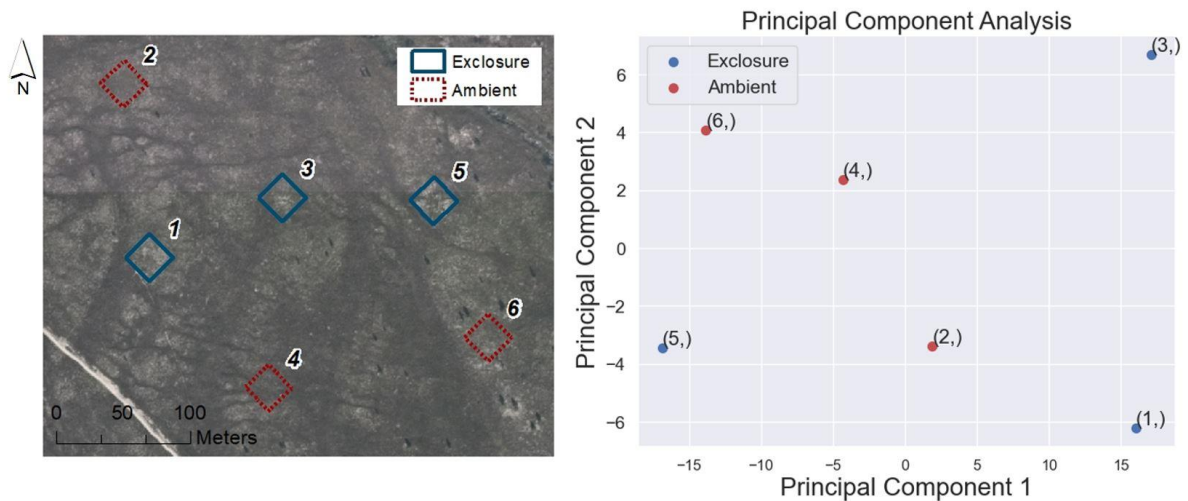 N
2
Exclosure
Ambient
3
5
1
6
4
0 50 100
Meters
Principal Component Analysis
Exclosure
Ambient
(3,)
(6,)
(4,)
(5,)
(2,)
(1,)
6
4
2
0
−2
−4
−6
Principal Component 2
−15 −10 −5 0 5 10 15
Principal Component 1